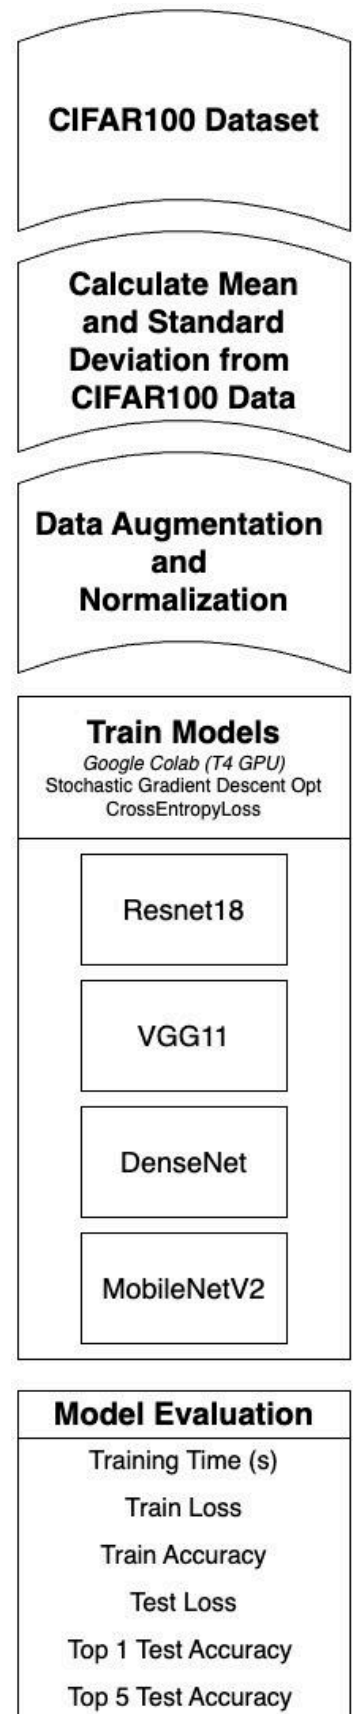 CIFAR100 Dataset
Calculate Mean
and Standard
Deviation from
CIFAR100 Data
Data Augmentation
and
Normalization
Train Models
Google Colab (T4 GPU)
Stochastic Gradient Descent Opt
CrossEntropyLoss
Resnet18
VGG11
DenseNet
MobileNetV2
Model Evaluation
Training Time (s)
Train Loss
Train Accuracy
Test Loss
Top 1 Test Accuracy
Top 5 Test Accuracy